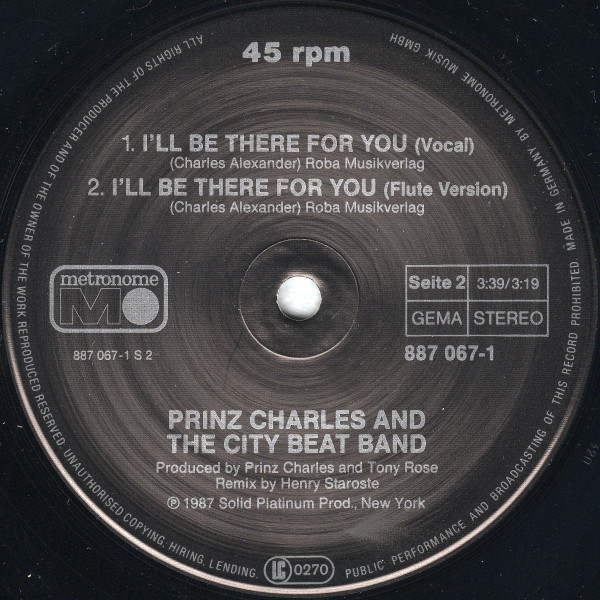 45 rpm
1. I'LL BE THERE FOR YOU (Vocal)
(Charles Alexander) Roba Musikverlag
2. I'LL BE THERE FOR YOU (Flute Version)
(Charles Alexander) Roba Musikverlag
metronome
M
887 067-1 S 2
Seite 2 3:39/3:19
GEMA STEREO
887 067-1
PRINZ CHARLES AND
THE CITY BEAT BAND
Produced by Prinz Charles and Tony Rose
Remix by Henry Staroste
℗ 1987 Solid Platinum Prod., New York
LC 0270
ALL RIGHTS OF THE PRODUCER AND OF THE OWNER OF THE WORK REPRODUCED RESERVED. UNAUTHORISED COPYING, HIRING, LENDING, PUBLIC PERFORMANCE AND BROADCASTING OF THIS RECORD PROHIBITED. MADE IN GERMANY BY METRONOME MUSIK GMBH